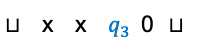 ⊔ x x q₃ 0 ⊔